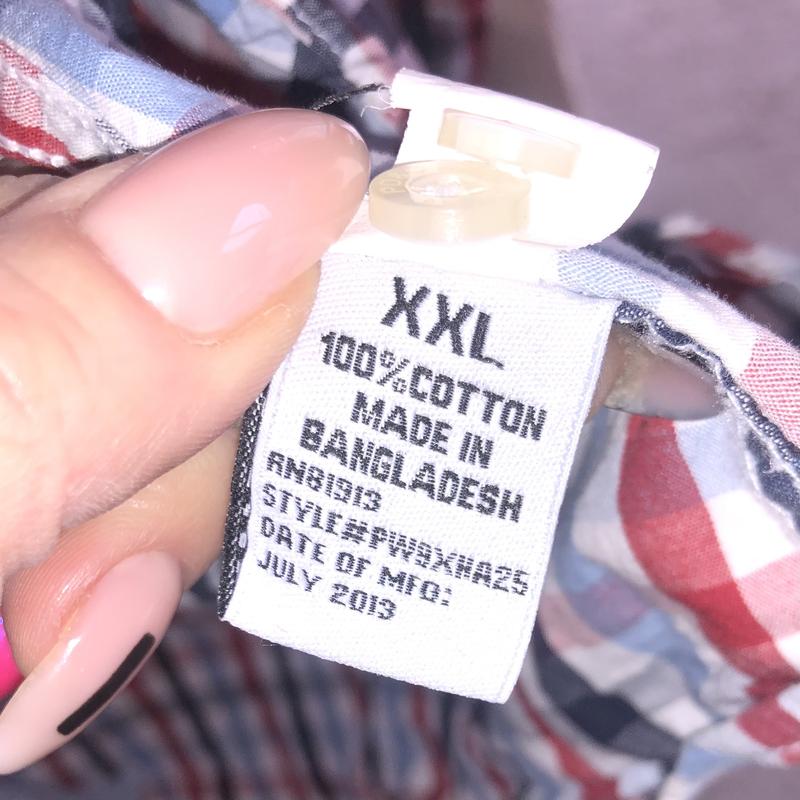 XXL
100%COTTON
MADE IN
BANGLADESH
RN81913
STYLE#PW9XHA25
DATE OF MFG:
JULY 2013